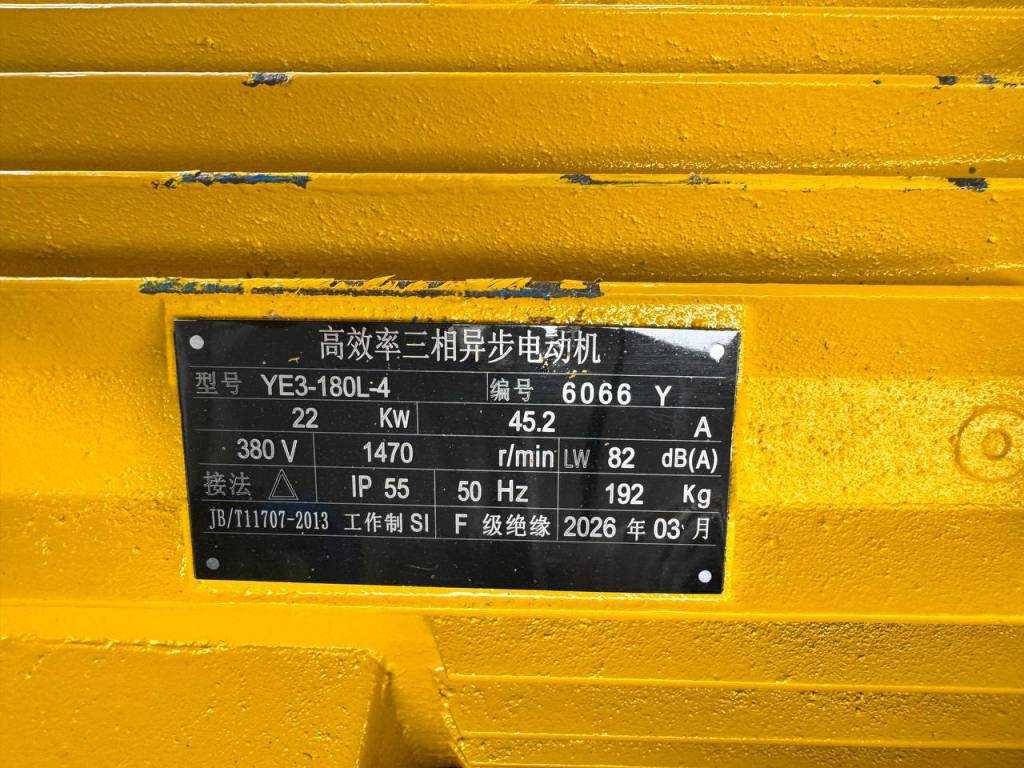 高效率三相异步电动机
型号 YE3-180L-4 编号 6066 Y
22 Kw 45.2 A
380 V 1470 r/min LW 82 dB(A)
接法 △ IP 55 50 Hz 192 Kg
JB/T11707-2013 工作制 SI F 级绝缘 2026 年 03 月